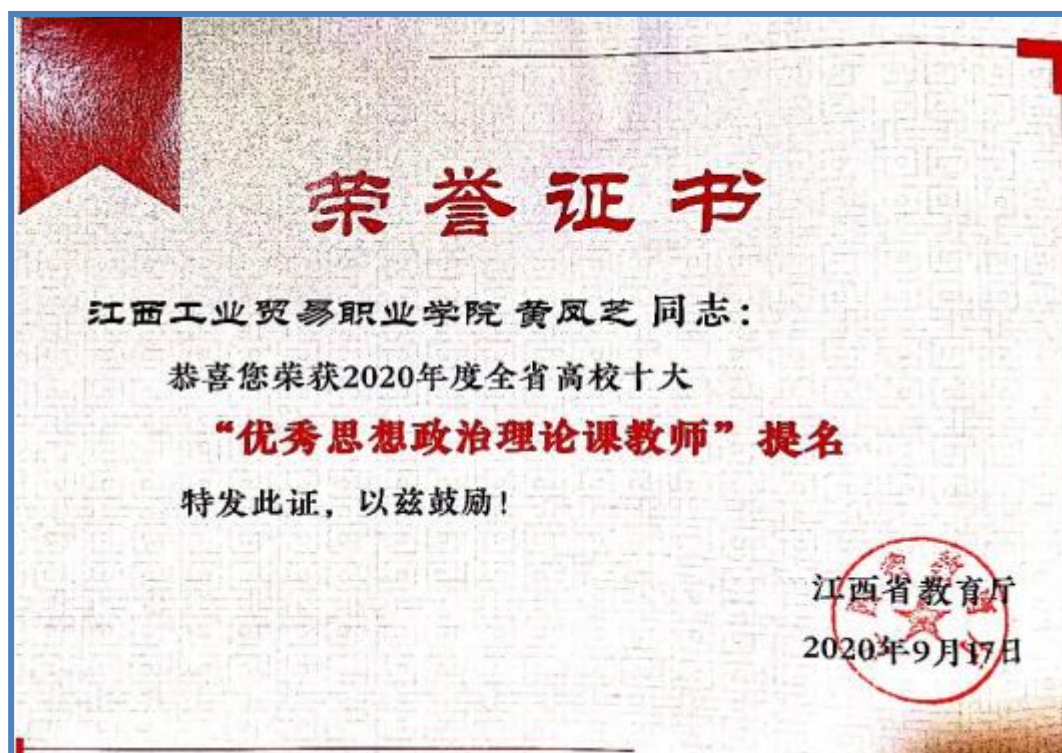 荣誉证书
江西工业贸易职业学院 黄凤芝 同志：
恭喜您荣获2020年度全省高校十大
“优秀思想政治理论课教师”提名
特发此证，以兹鼓励！
江西省教育厅
2020年9月17日